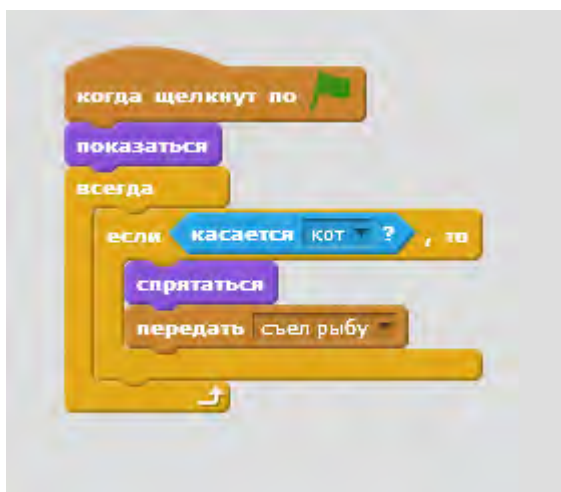 когда щелкнут по
показаться
всегда
если касается кот ? , то
спрятаться
передать съел рыбу